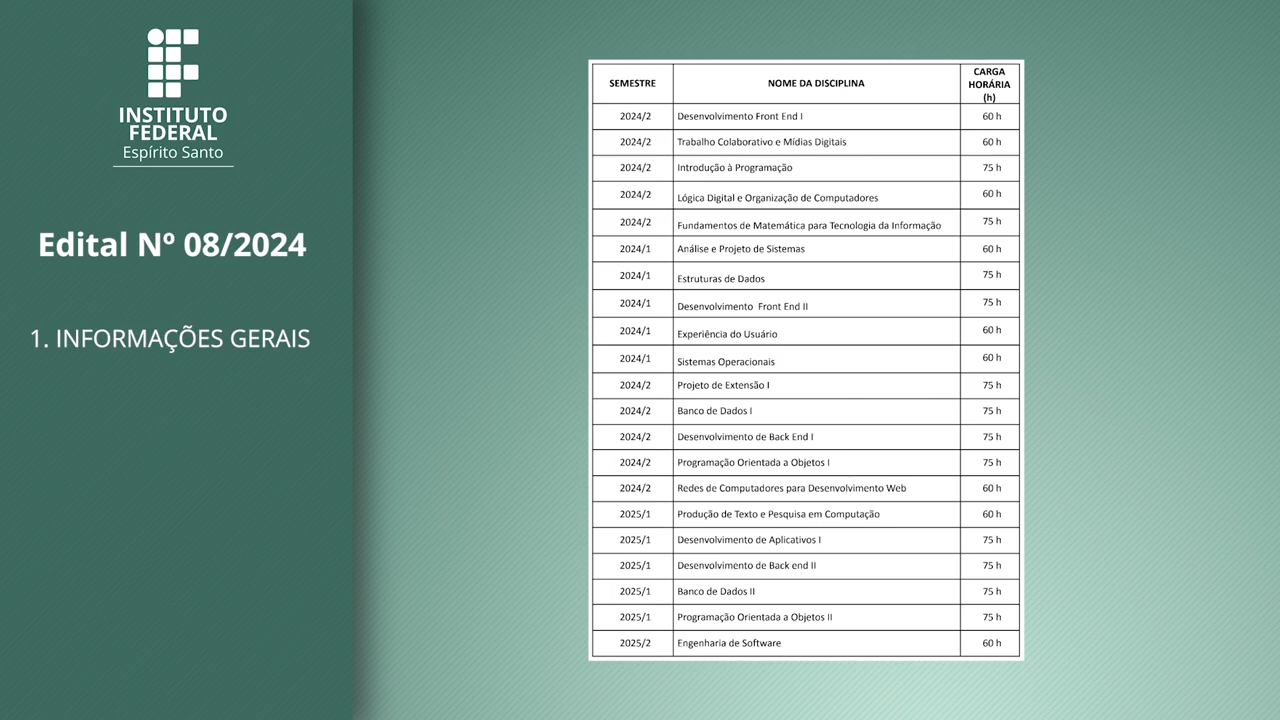 INSTITUTO
FEDERAL
Espírito Santo
Edital Nº 08/2024
1. INFORMAÇÕES GERAIS
SEMESTRE NOME DA DISCIPLINA CARGA HORÁRIA (h)
2024/2 Desenvolvimento Front End I 60 h
2024/2 Trabalho Colaborativo e Mídias Digitais 60 h
2024/2 Introdução à Programação 75 h
2024/2 Lógica Digital e Organização de Computadores 60 h
2024/2 Fundamentos de Matemática para Tecnologia da Informação 75 h
2024/1 Análise e Projeto de Sistemas 60 h
2024/1 Estruturas de Dados 75 h
2024/1 Desenvolvimento Front End II 75 h
2024/1 Experiência do Usuário 60 h
2024/1 Sistemas Operacionais 60 h
2024/2 Projeto de Extensão I 75 h
2024/2 Banco de Dados I 75 h
2024/2 Desenvolvimento de Back End I 75 h
2024/2 Programação Orientada a Objetos I 75 h
2024/2 Redes de Computadores para Desenvolvimento Web 60 h
2025/1 Produção de Texto e Pesquisa em Computação 60 h
2025/1 Desenvolvimento de Aplicativos I 75 h
2025/1 Desenvolvimento de Back end II 75 h
2025/1 Banco de Dados II 75 h
2025/1 Programação Orientada a Objetos II 75 h
2025/2 Engenharia de Software 60 h